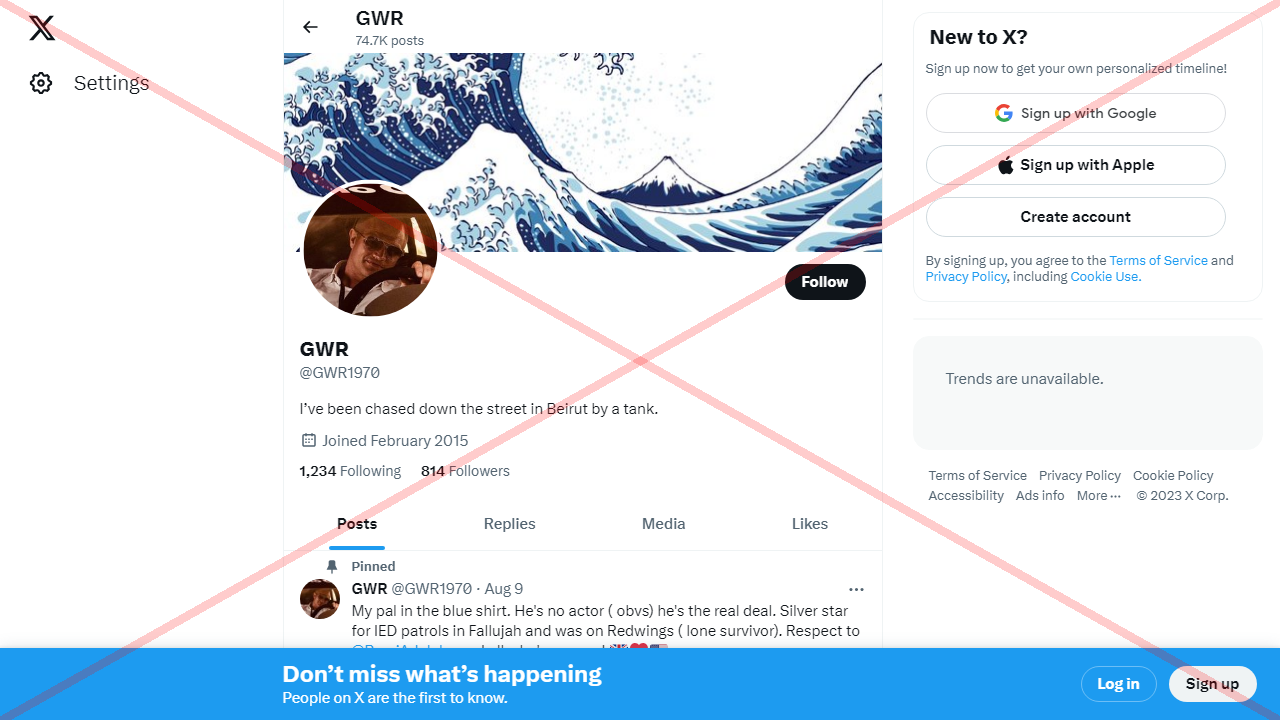 GWR
74.7K posts
Settings
New to X?
Sign up now to get your own personalized timeline!
Sign up with Google
Sign up with Apple
Create account
By signing up, you agree to the Terms of Service and
Privacy Policy, including Cookie Use.
Follow
GWR
@GWR1970
I've been chased down the street in Beirut by a tank.
Joined February 2015
1,234 Following 814 Followers
Trends are unavailable.
Terms of Service Privacy Policy Cookie Policy
Accessibility Ads info More ··· © 2023 X Corp.
Posts Replies Media Likes
Pinned
GWR @GWR1970 · Aug 9
My pal in the blue shirt. He's no actor ( obvs) he's the real deal. Silver star
for IED patrols in Fallujah and was on Redwings ( lone survivor). Respect to
Don’t miss what’s happening
People on X are the first to know.
Log in
Sign up